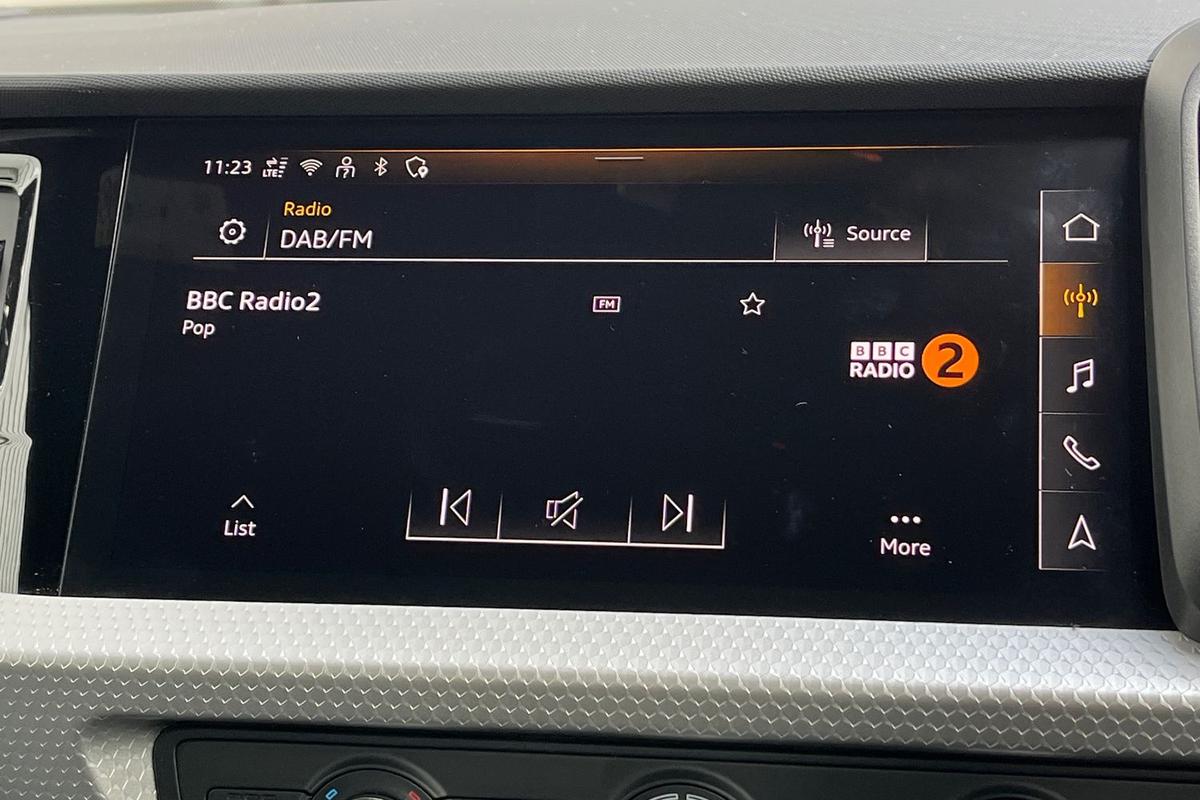 11:23 LTE
Radio
DAB/FM
Source
BBC Radio2
FM
Pop
BBC
RADIO 2
List
More